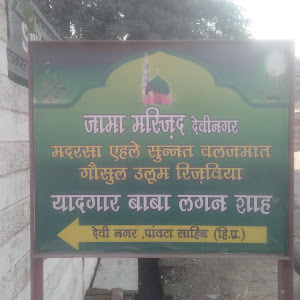 जामा मस्जिद देवीनगर
मदरसा एहले सुन्नत वलजमात
गौसुल उलूम रिज़विया
यादगार बाबा लगन शाह
देवी नगर ,पांवटा साहिब (हि.प्र.)